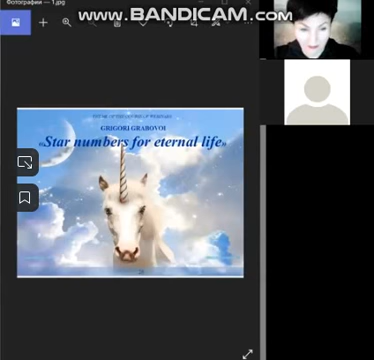 Фотографии — 1.jpg
www.BANDICAM.com
GRIGORI GRABOVOI
«Star numbers for eternal life»